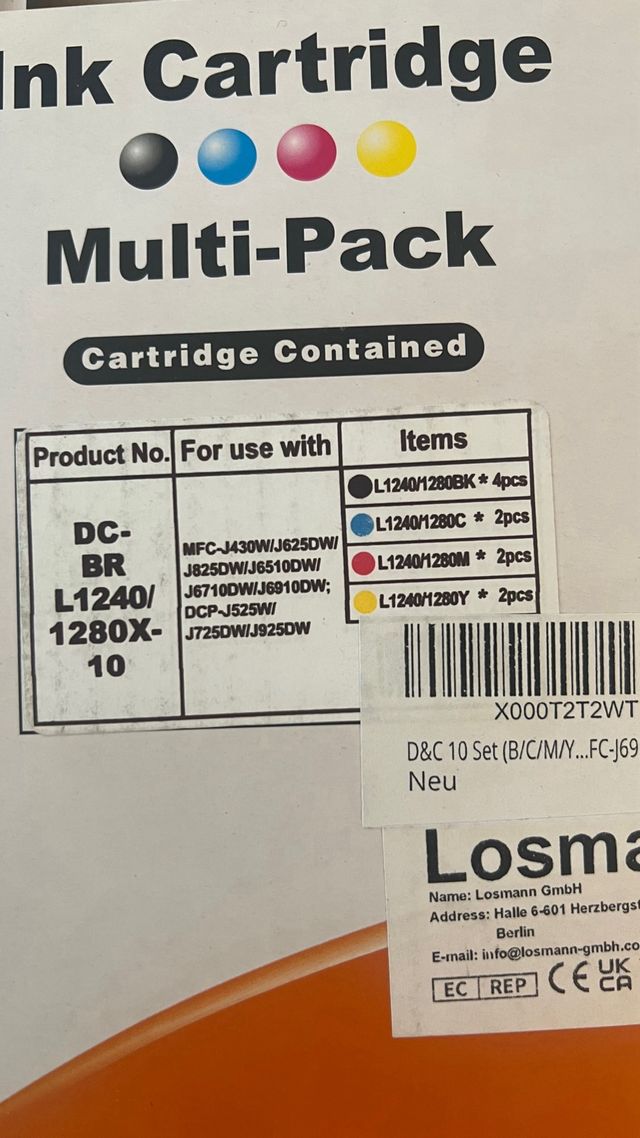 Ink Cartridge
Multi-Pack
Cartridge Contained
Product No.
For use with
Items
DC-
BR
L1240/
1280X-
10
MFC-J430W/J625DW/
J825DW/J6510DW/
J6710DW/J6910DW;
DCP-J525W/
J725DW/J925DW
L1240/1280BK * 4pcs
L1240/1280C * 2pcs
L1240/1280M * 2pcs
L1240/1280Y * 2pcs
X000T2T2WT
D&C 10 Set (B/C/M/Y...FC-J69
Neu
Losma
Name: Losmann GmbH
Address: Halle 6-601 Herzbergst
Berlin
E-mail: info@losmann-gmbh.co
EC REP CE UK CA